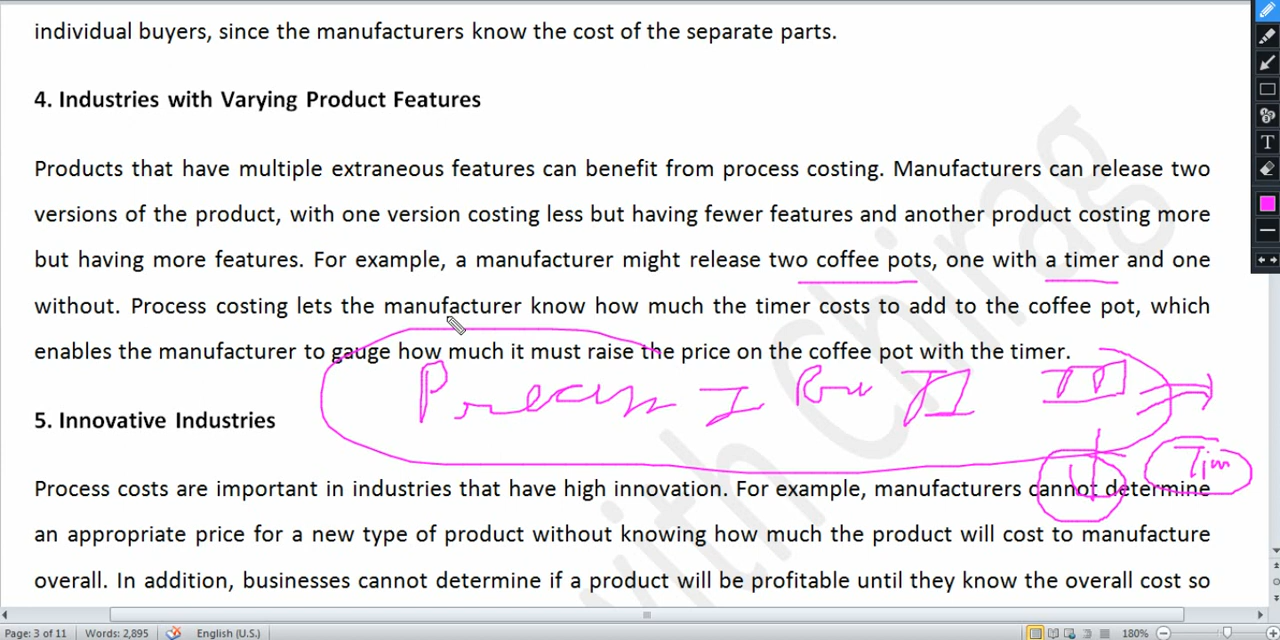 individual buyers, since the manufacturers know the cost of the separate parts.
4. Industries with Varying Product Features
Products that have multiple extraneous features can benefit from process costing. Manufacturers can release two
versions of the product, with one version costing less but having fewer features and another product costing more
but having more features. For example, a manufacturer might release two coffee pots, one with a timer and one
without. Process costing lets the manufacturer know how much the timer costs to add to the coffee pot, which
enables the manufacturer to gauge how much it must raise the price on the coffee pot with the timer.
Process I II III
5. Innovative Industries
Tim
Process costs are important in industries that have high innovation. For example, manufacturers cannot determine
an appropriate price for a new type of product without knowing how much the product will cost to manufacture
overall. In addition, businesses cannot determine if a product will be profitable until they know the overall cost so
with Chirag
Page: 3 of 11 Words: 2,895 English (U.S.) 180%